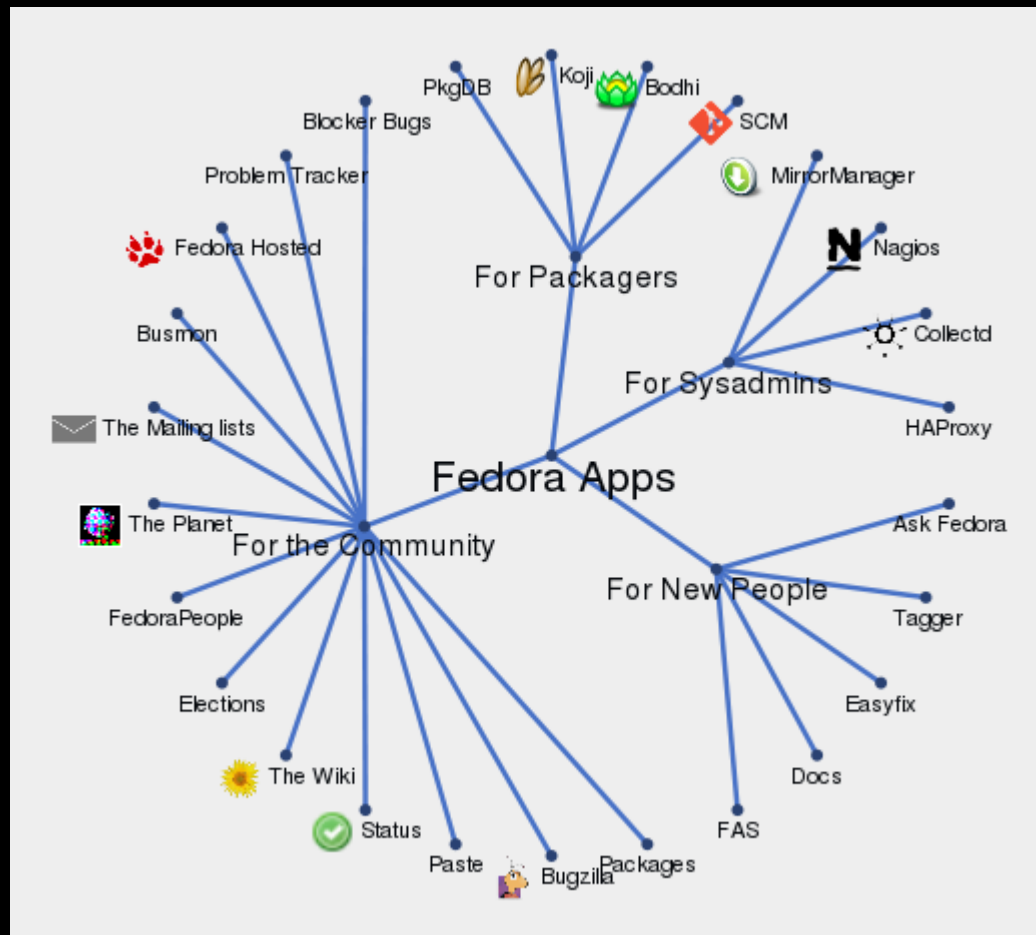 Koji
PkgDB
Bodhi
Blocker Bugs
SCM
Problem Tracker
MirrorManager
Fedora Hosted
N Nagios
For Packagers
Busmon
Collectd
For Sysadmins
The Mailing lists
HAProxy
Fedora Apps
The Planet
Ask Fedora
For the Community
For New People
FedoraPeople
Tagger
Elections
Easyfix
The Wiki
Docs
Status
FAS
Paste
Packages
Bugzilla